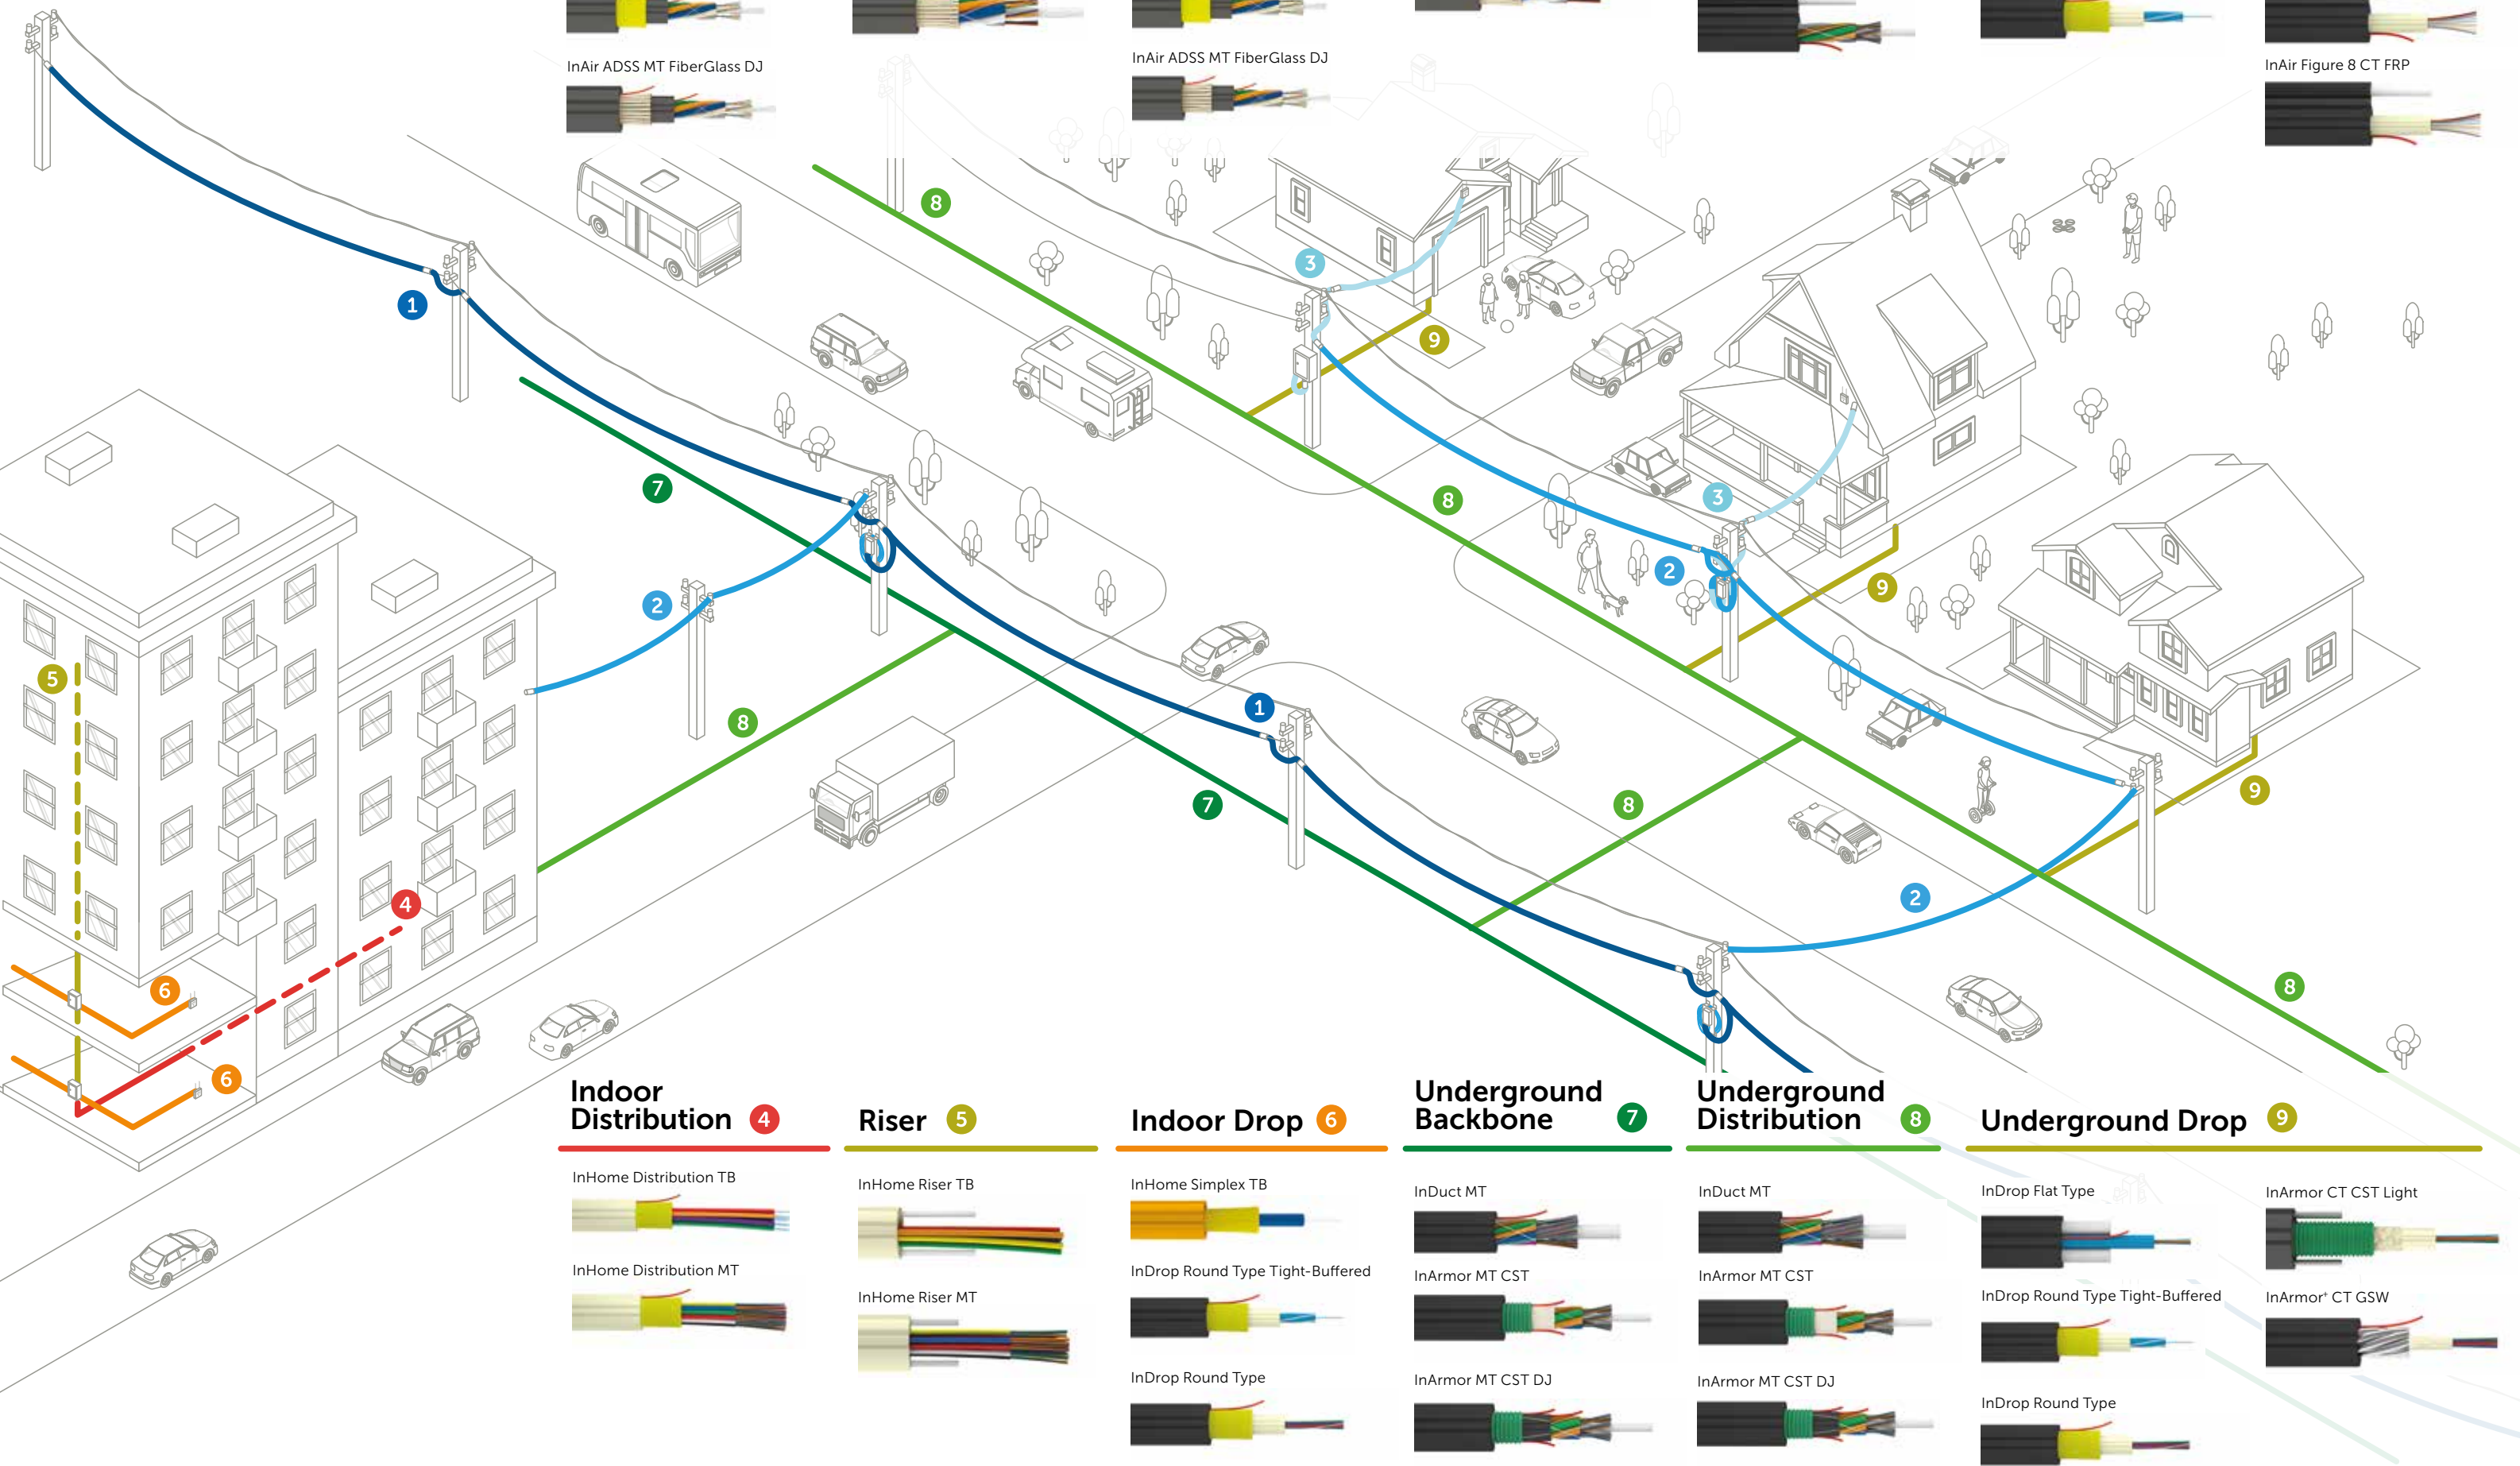 InAir ADSS MT FiberGlass DJ
InAir ADSS MT FiberGlass DJ
InAir Figure 8 CT FRP
8
3
1
9
7
8
3
2
2
9
5
8
1
9
7
8
4
2
6
8
6
Indoor
Distribution 4
InHome Distribution TB
InHome Distribution MT
Riser 5
InHome Riser TB
InHome Riser MT
Indoor Drop 6
InHome Simplex TB
InDrop Round Type Tight-Buffered
InDrop Round Type
Underground
Backbone 7
InDuct MT
InArmor MT CST
InArmor MT CST DJ
Underground
Distribution 8
InDuct MT
InArmor MT CST
InArmor MT CST DJ
Underground Drop 9
InDrop Flat Type
InDrop Round Type Tight-Buffered
InDrop Round Type
InArmor CT CST Light
InArmor⁺ CT GSW